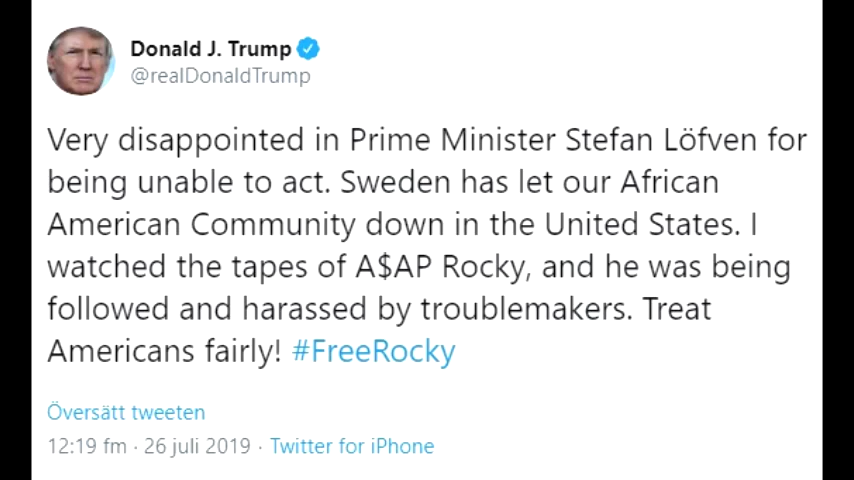 Donald J. Trump
@realDonaldTrump
Very disappointed in Prime Minister Stefan Löfven for
being unable to act. Sweden has let our African
American Community down in the United States. I
watched the tapes of A$AP Rocky, and he was being
followed and harassed by troublemakers. Treat
Americans fairly! #FreeRocky
Översätt tweeten
12:19 fm · 26 juli 2019 · Twitter for iPhone